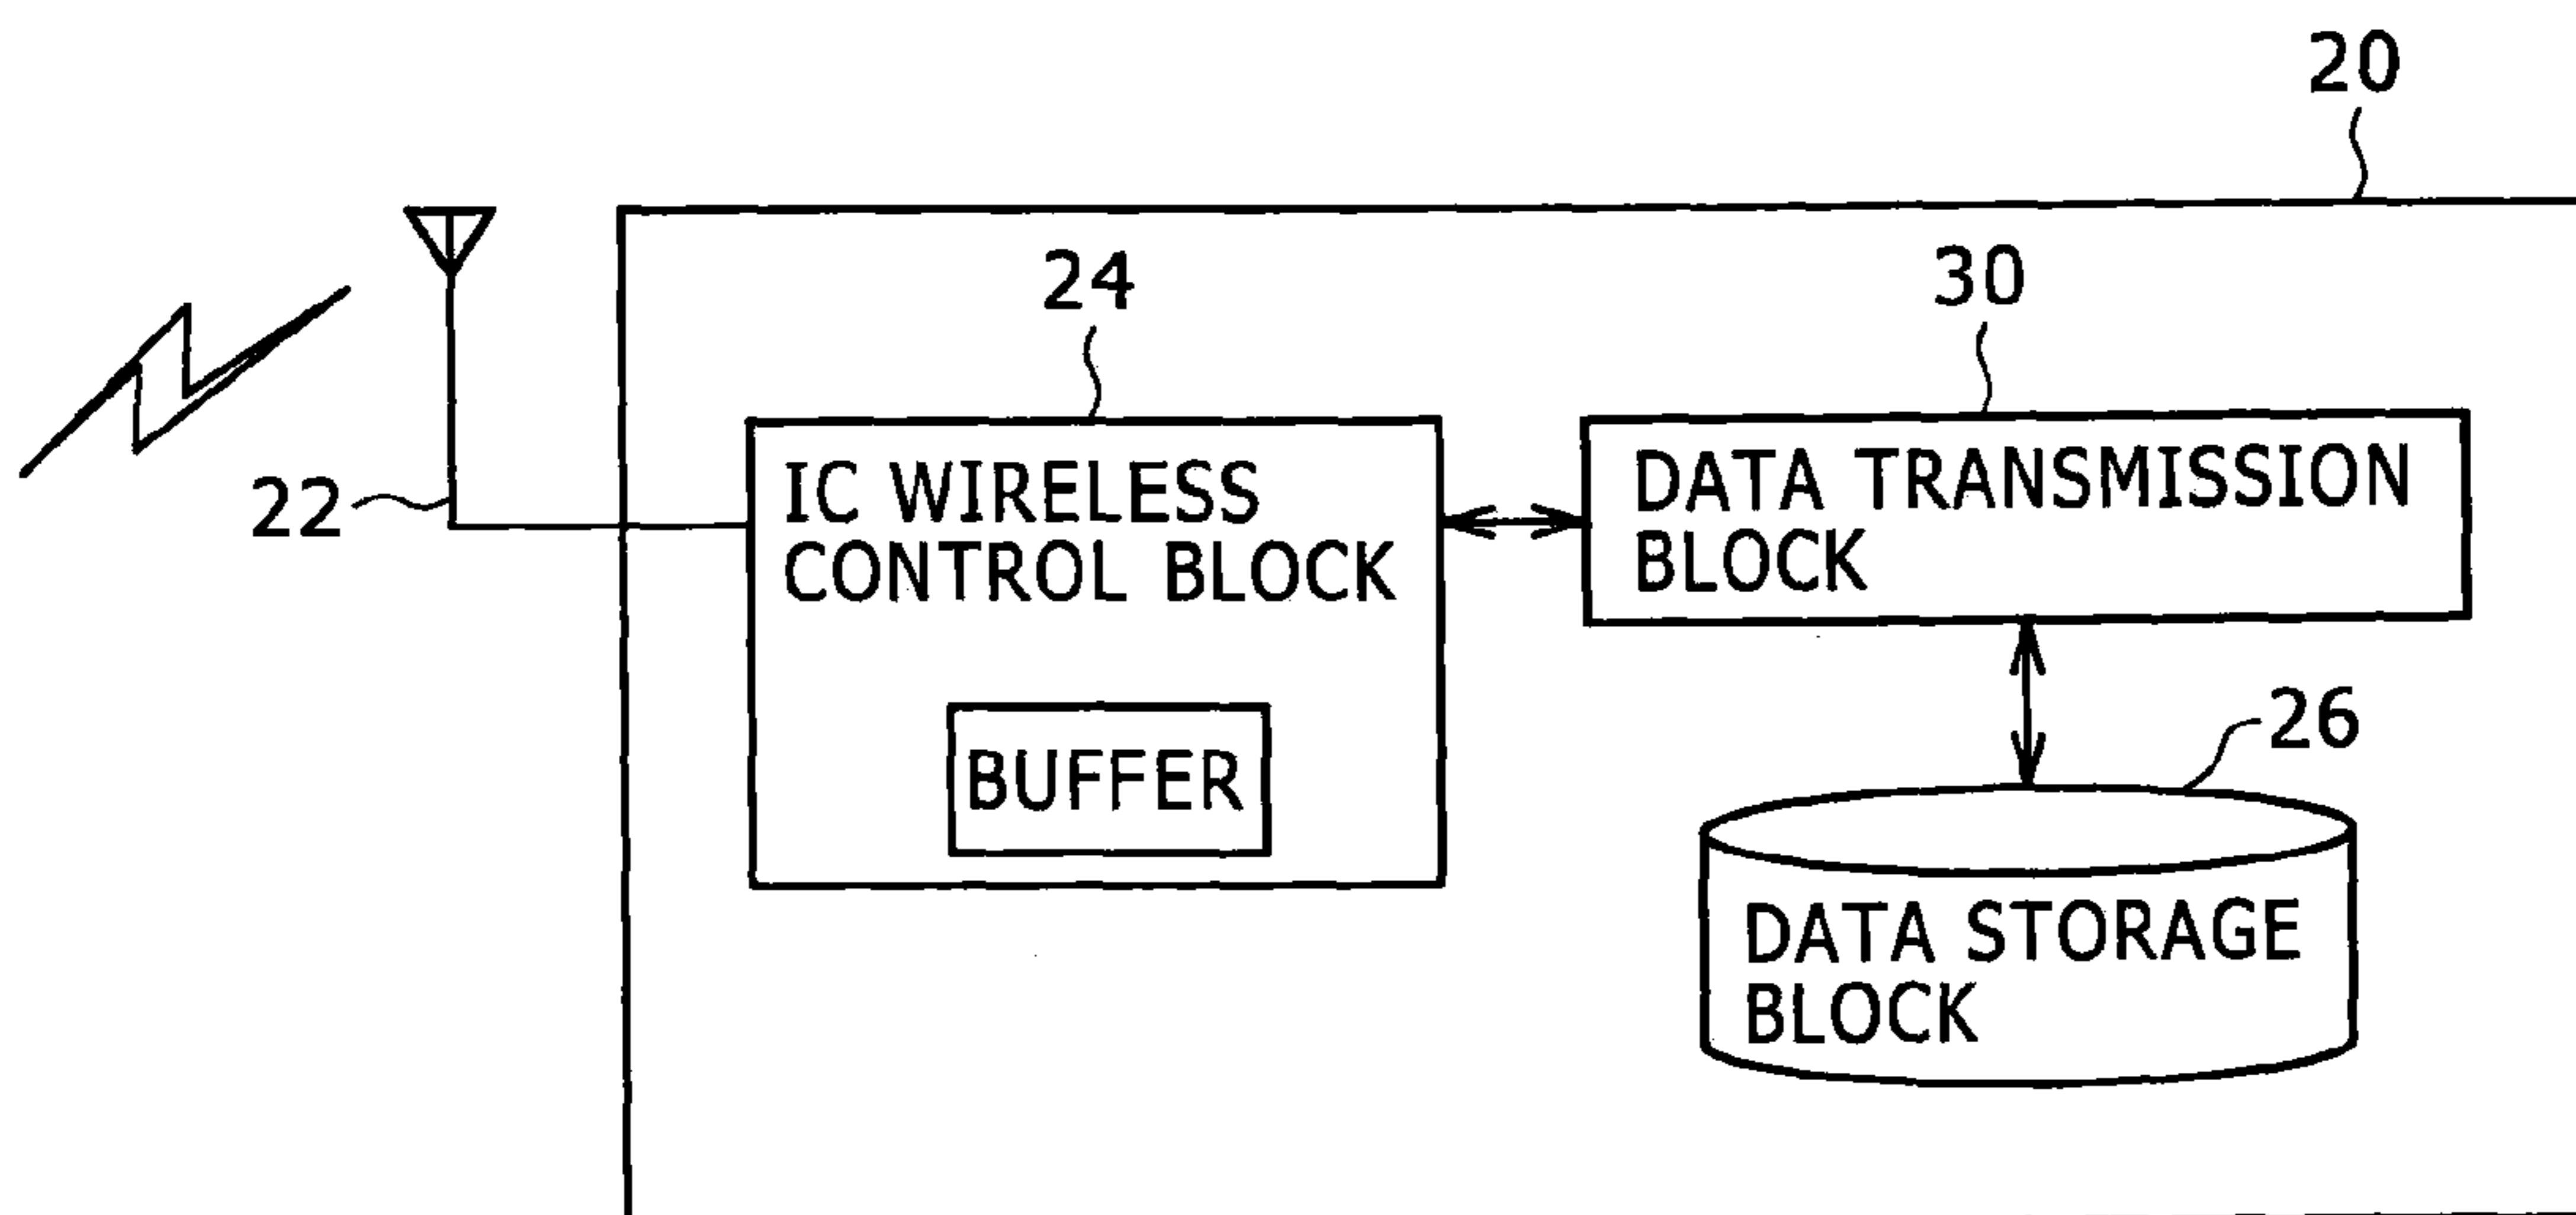 20
24
30
22
IC WIRELESS
CONTROL BLOCK
DATA TRANSMISSION
BLOCK
BUFFER
26
DATA STORAGE
BLOCK